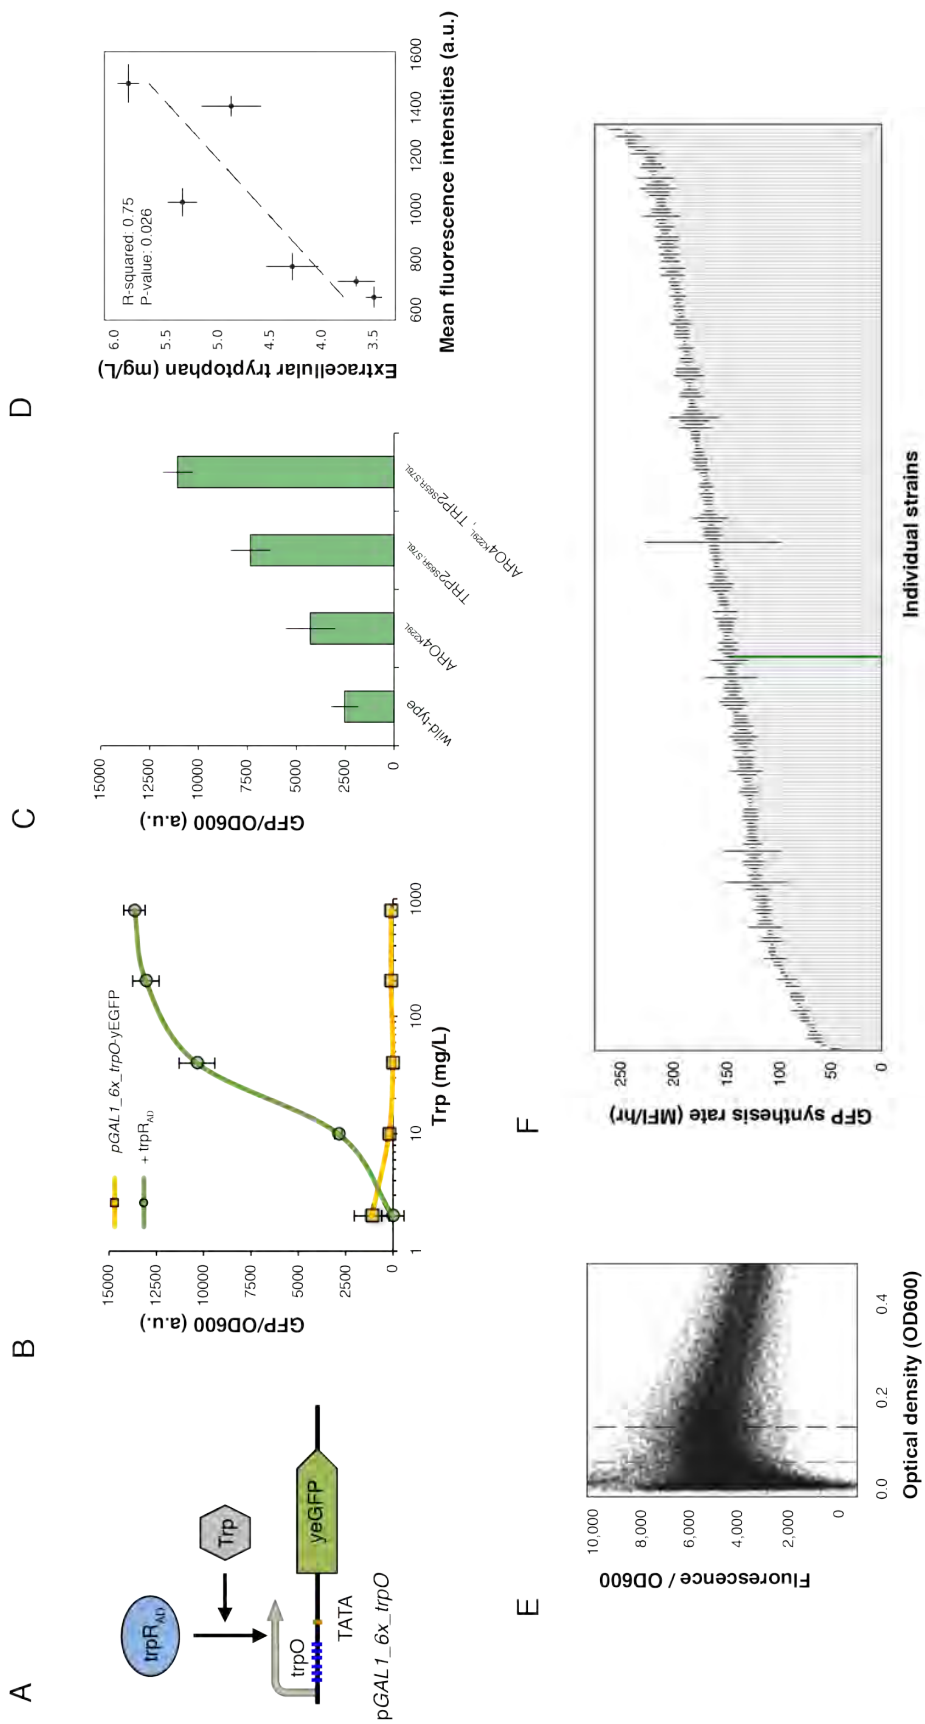 A
trpR_AD
Trp
trpO
TATA
yeGFP
pGAL1_6x_trpO
B
pGAL1_6x_trpO-yEGFP
+ trpR_AD
15000
12500
10000
7500
5000
2500
0
GFP/OD600 (a.u.)
1
10
100
1000
Trp (mg/L)
C
15000
12500
10000
7500
5000
2500
0
GFP/OD600 (a.u.)
wild-type
ARO4^K229L
TRP2^S65R,S76L
ARO4^K229L, TRP2^S65R,S76L
D
R-squared: 0.75
P-value: 0.026
6.0
5.5
5.0
4.5
4.0
3.5
Extracellular tryptophan (mg/L)
600
800
1000
1200
1400
1600
Mean fluorescence intensities (a.u.)
E
10,000
8,000
6,000
4,000
2,000
0
Fluorescence / OD600
0.0
0.2
0.4
Optical density (OD600)
F
250
200
150
100
50
0
GFP synthesis rate (MFI/hr)
Individual strains